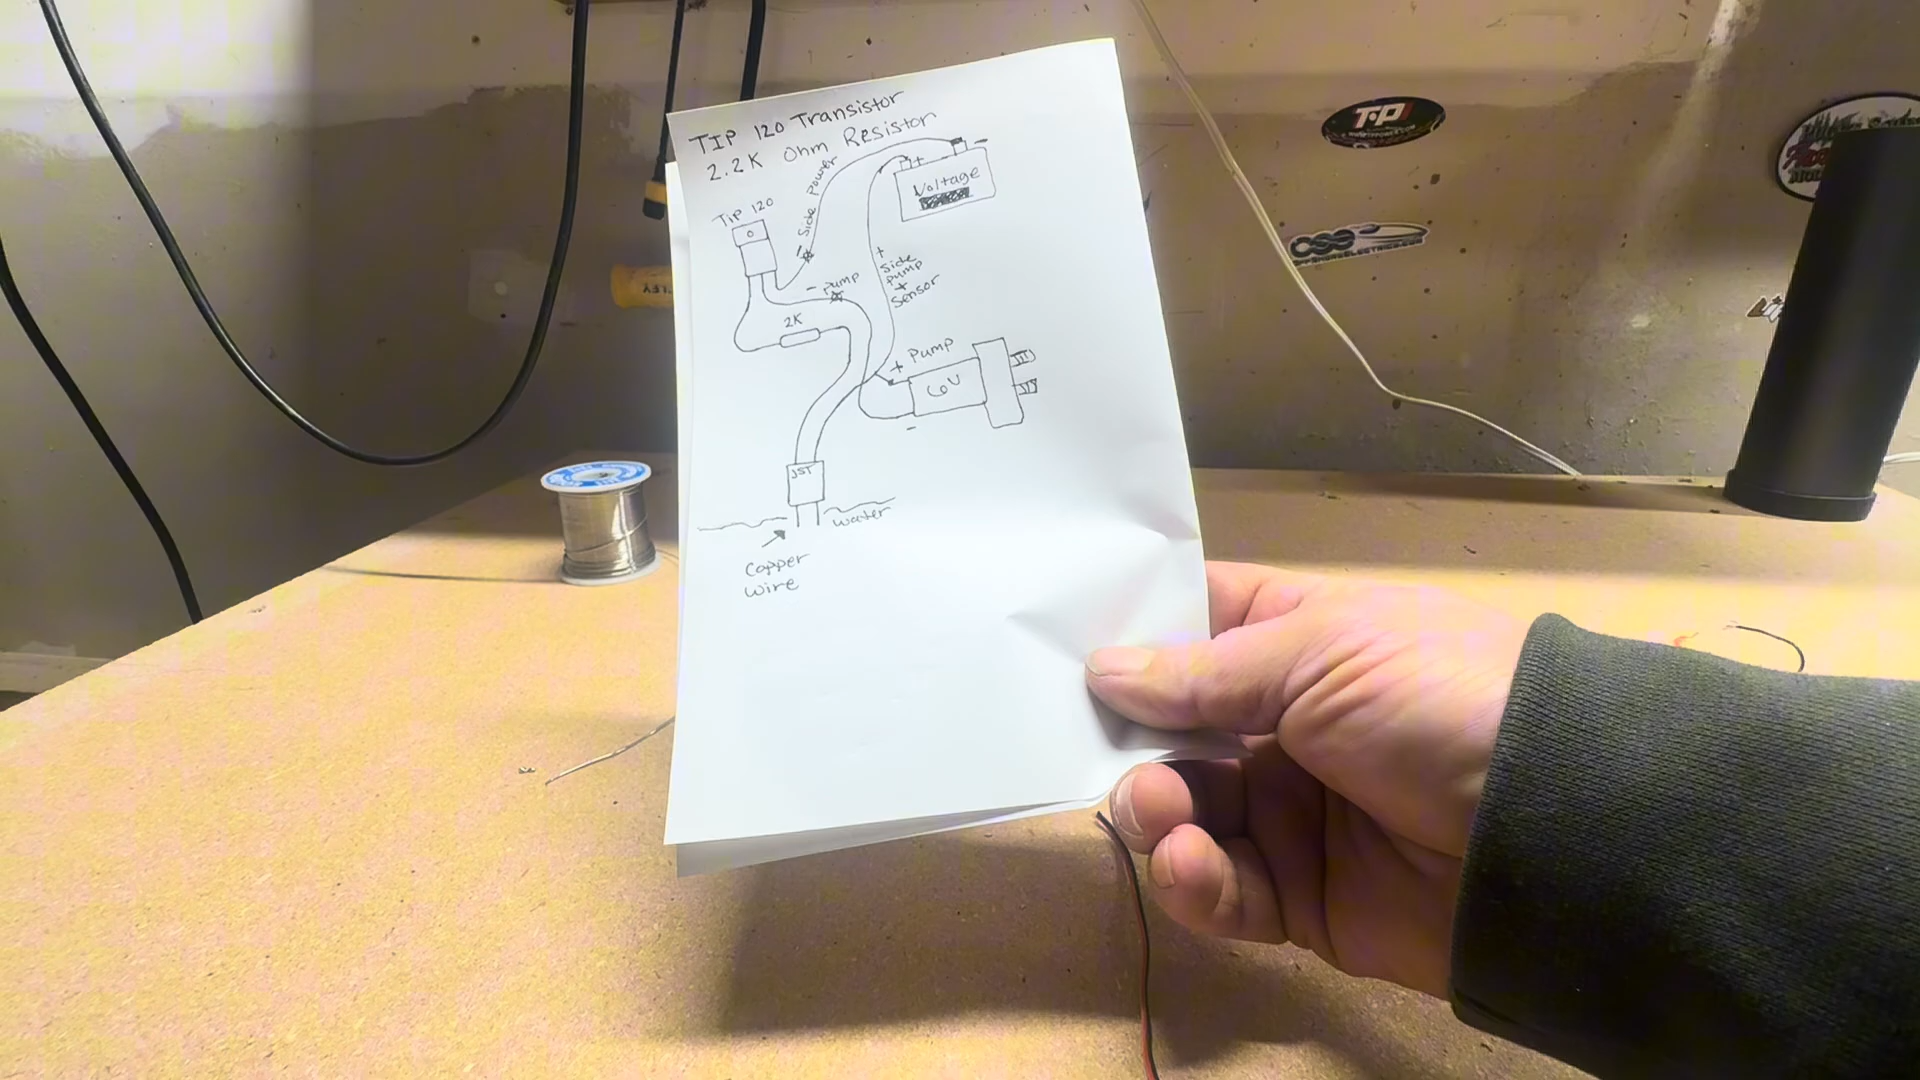 TIP 120 Transistor
2.2K Ohm Resistor
Tip 120
O
- Side power
+
-
Voltage
- Pump
+
Side
Pump
+
Sensor
2K
+ Pump
-
JST
water
Copper
wire
TPI